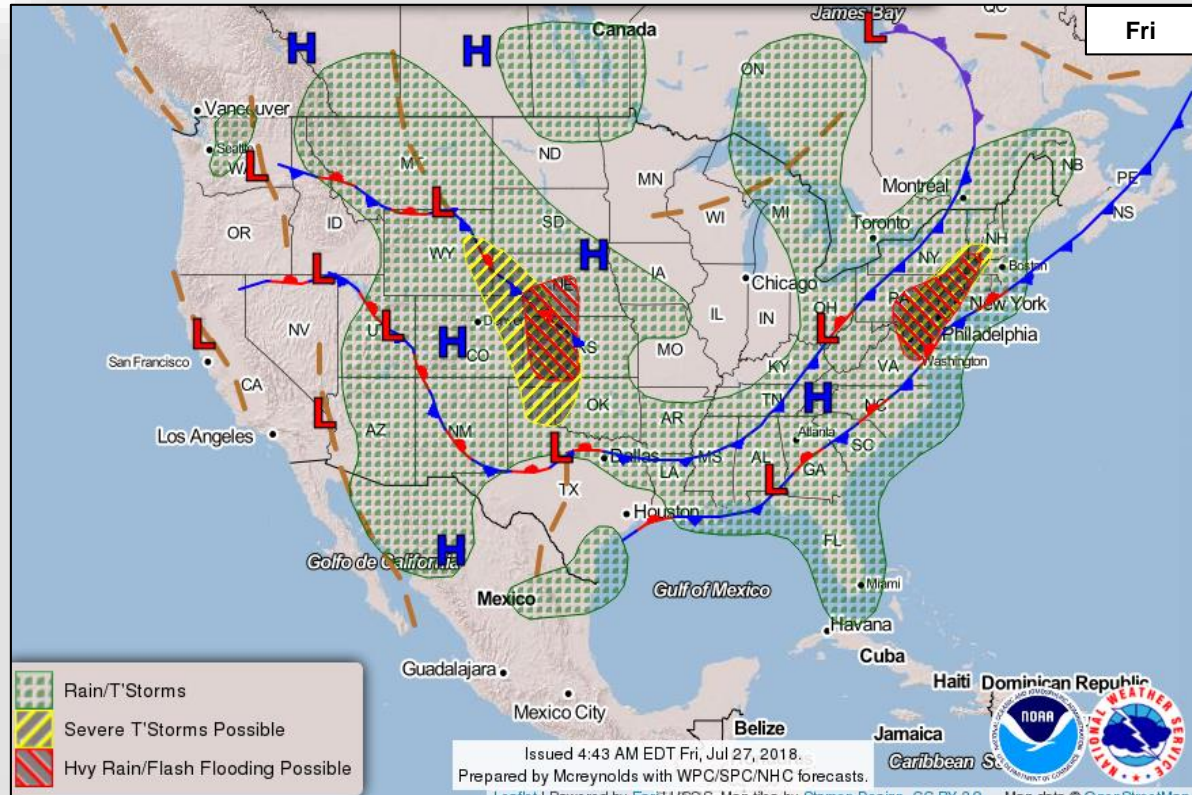 Fri
James Bay
QC
H
H
Canada
L
ON
Vancouver
Seattle
WA
L
MT
ND
MN
NB
PE
NS
Montreal
OR
ID
L
SD
WI
MI
Toronto
WY
NH
NY
Boston
L
H
NE
IA
Chicago
PA
New York
NV
UT
L
H
CO
KS
IL
IN
OH
L
Philadelphia
Washington
L
San Francisco
CA
MO
KY
VA
L
Los Angeles
AZ
NM
OK
AR
TN
H
NC
Atlanta
SC
L
Dallas
MS
AL
GA
LA
L
TX
Houston
FL
H
Golfo de California
Mexico
Gulf of Mexico
Miami
Havana
Cuba
Guadalajara
Haiti
Dominican Republic
Mexico City
Belize
Jamaica
Caribbean
Rain/T'Storms
Severe T'Storms Possible
Hvy Rain/Flash Flooding Possible
Issued 4:43 AM EDT Fri, Jul 27, 2018.
Prepared by Mcreynolds with WPC/SPC/NHC forecasts.
NOAA
NATIONAL WEATHER SERVICE